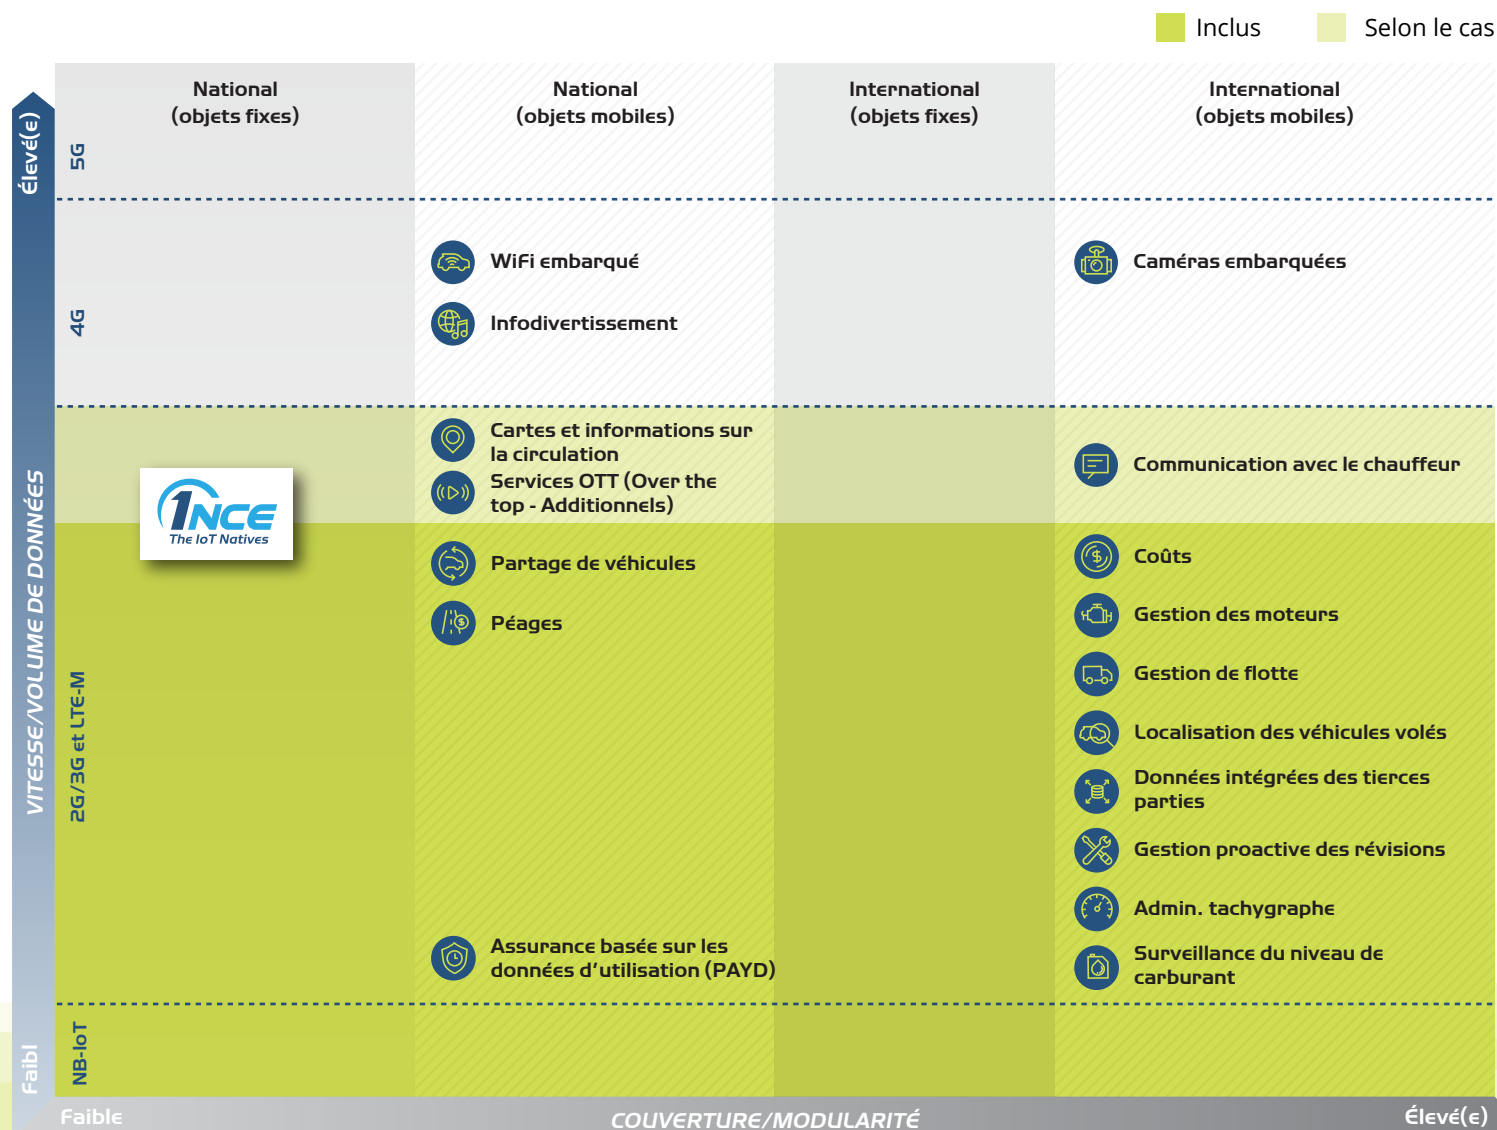 Inclus
Selon le cas
National
(objets fixes)
National
(objets mobiles)
International
(objets fixes)
International
(objets mobiles)
Élevé(e)
5G
4G
WiFi embarqué
Infodivertissement
Caméras embarquées
Cartes et informations sur
la circulation
Services OTT (Over the
top - Additionnels)
Communication avec le chauffeur
1NCE
The IoT Natives
VITESSE/VOLUME DE DONNÉES
2G/3G et LTE-M
Partage de véhicules
Péages
Assurance basée sur les
données d'utilisation (PAYD)
Coûts
Gestion des moteurs
Gestion de flotte
Localisation des véhicules volés
Données intégrées des tierces
parties
Gestion proactive des révisions
Admin. tachygraphe
Surveillance du niveau de
carburant
NB-IoT
Faibl
Faible
COUVERTURE/MODULARITÉ
Élevé(e)